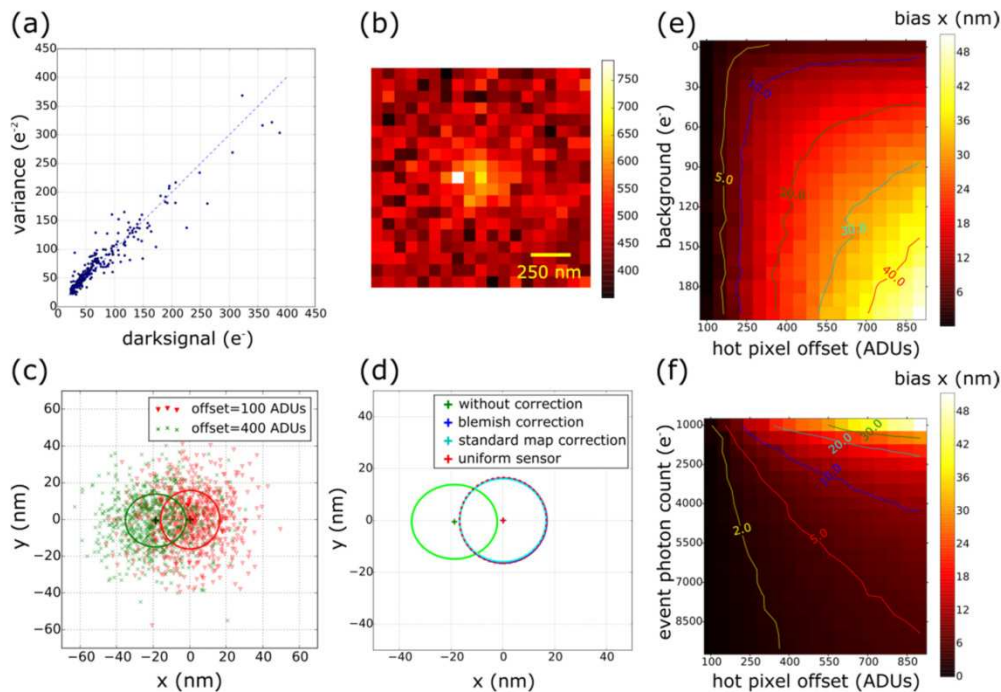 (a)
450
400
350
300
250
200
150
100
50
0
variance (e⁻²)
0 50 100 150 200 250 300 350 400 450
darksignal (e⁻)
(b)
250 nm
750
700
650
600
550
500
450
400
(c)
offset=100 ADUs
offset=400 ADUs
60
40
20
0
−20
−40
−60
y (nm)
−60 −40 −20 0 20 40 60
x (nm)
(d)
without correction
blemish correction
standard map correction
uniform sensor
40
20
0
−20
−40
y (nm)
−40 −20 0 20 40
x (nm)
(e)
bias x (nm)
0
30
60
90
120
150
180
background (e⁻)
5.0
30.0
40.0
100 250 400 550 700 850
hot pixel offset (ADUs)
48
42
36
30
24
18
12
6
(f)
bias x (nm)
1000
2500
4000
5500
7000
8500
event photon count (e⁻)
2.0
5.0
20.0
30.0
100 250 400 550 700 850
hot pixel offset (ADUs)
48
42
36
30
24
18
12
6